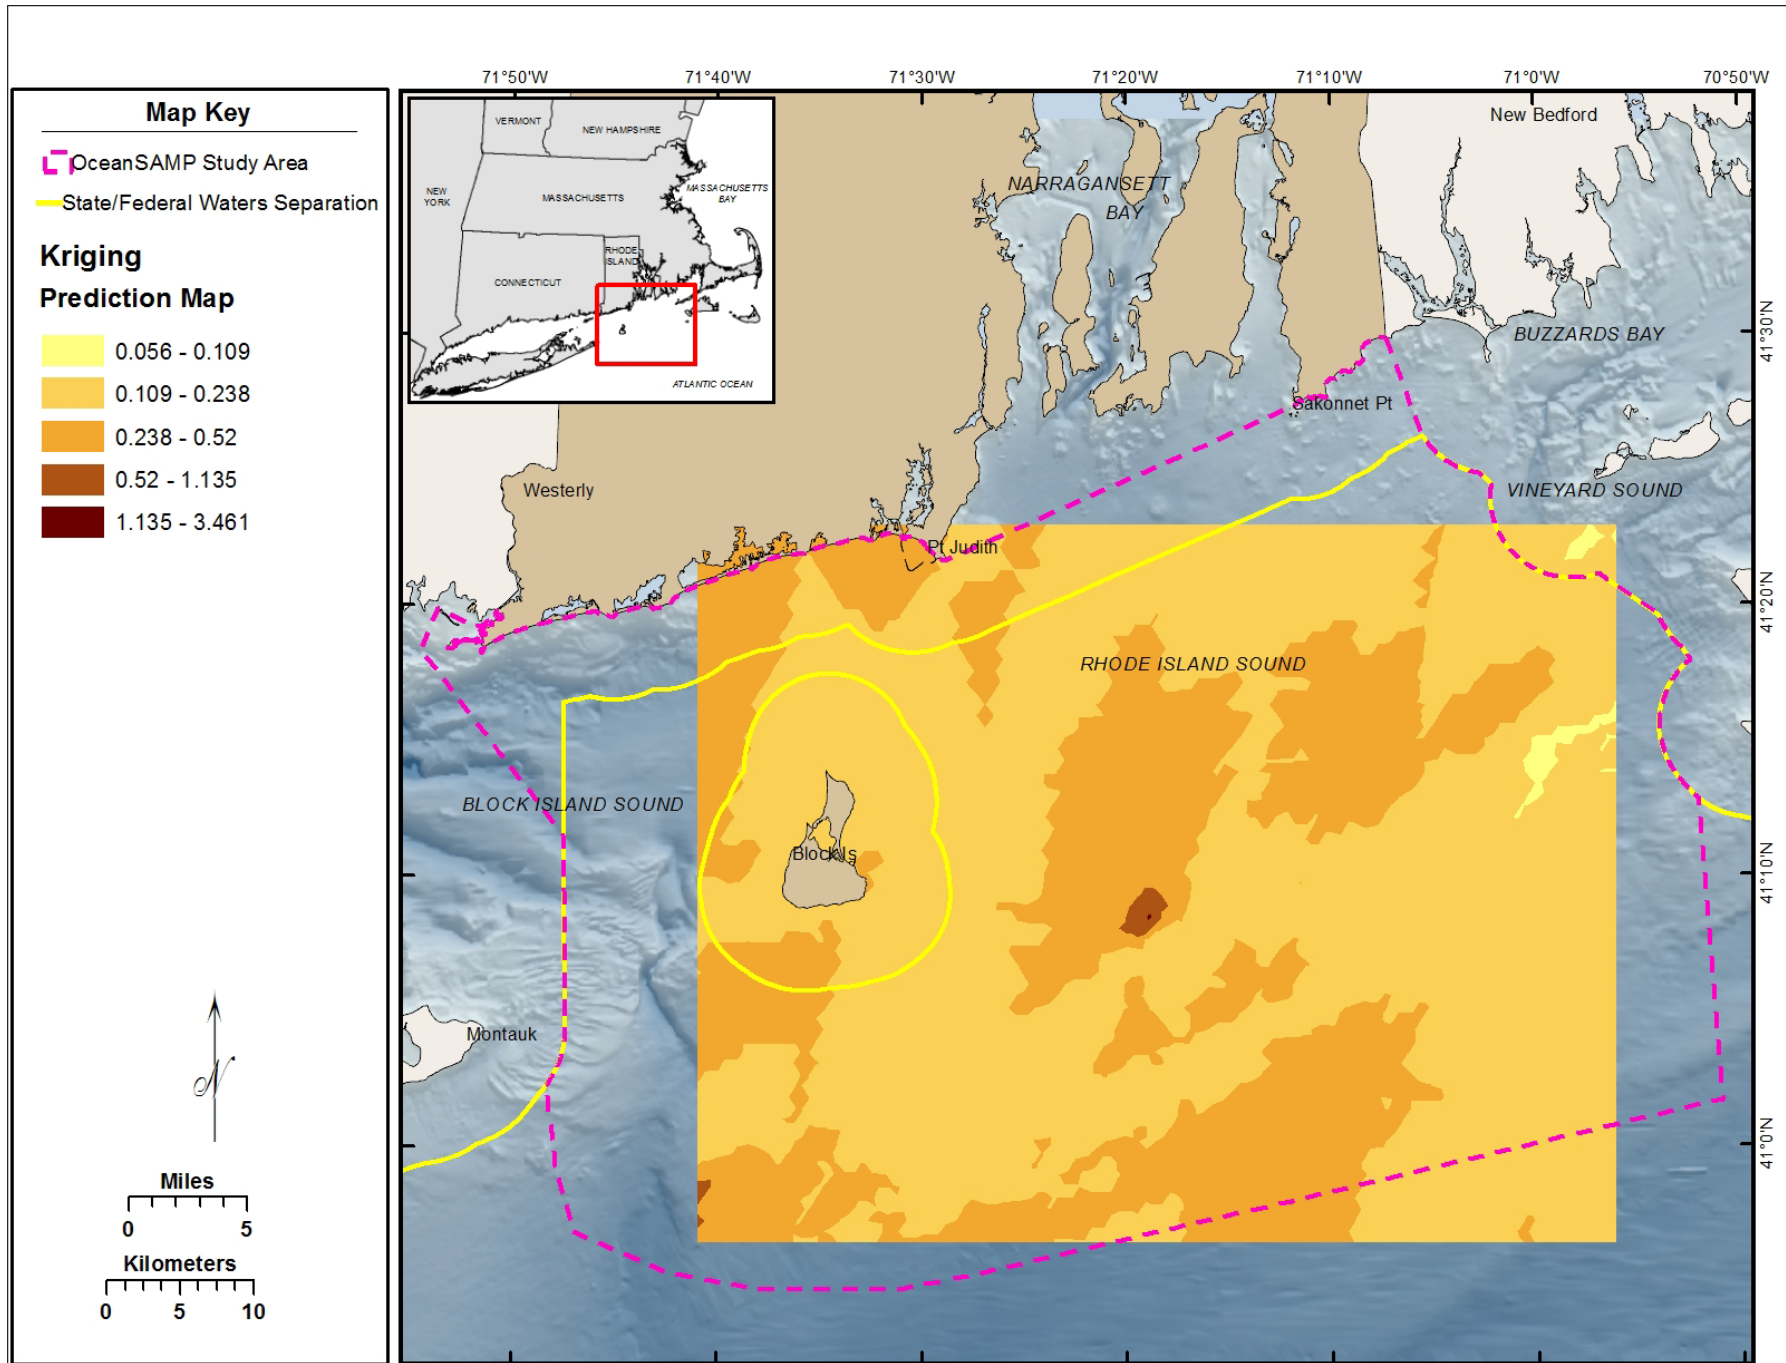 71°50'W
71°40'W
71°30'W
71°20'W
71°10'W
71°0'W
70°50'W
Map Key
OceanSAMP Study Area
State/Federal Waters Separation
Kriging
Prediction Map
0.056 - 0.109
0.109 - 0.238
0.238 - 0.52
0.52 - 1.135
1.135 - 3.461
N
Miles
0
5
Kilometers
0
5
10
VERMONT
NEW HAMPSHIRE
NEW
YORK
MASSACHUSETTS
MASSACHUSETTS
BAY
RHODE
ISLAND
CONNECTICUT
ATLANTIC OCEAN
New Bedford
NARRAGANSETT
BAY
BUZZARDS BAY
Sakonnet Pt
Westerly
VINEYARD SOUND
Pt Judith
RHODE ISLAND SOUND
BLOCK ISLAND SOUND
Block Is
Montauk
41°30'N
41°20'N
41°10'N
41°0'N